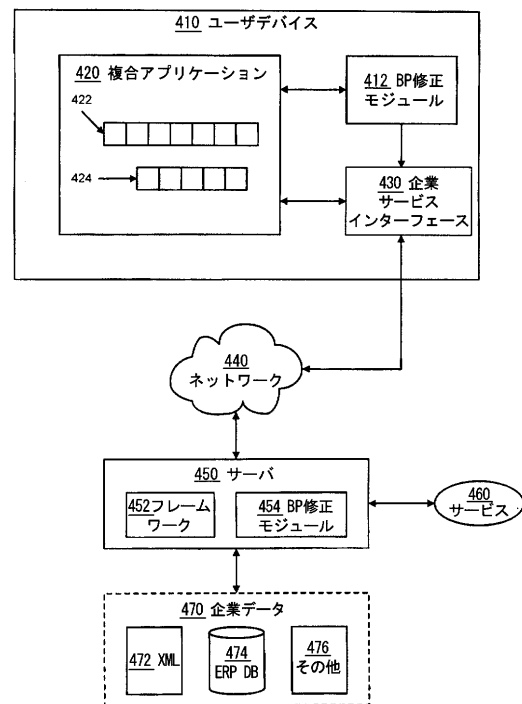 410 ユーザデバイス
420 複合アプリケーション
422
424
412 BP修正
モジュール
430 企業
サービス
インターフェース
440
ネットワーク
450 サーバ
452フレーム
ワーク
454 BP修正
モジュール
460
サービス
470 企業データ
472 XML
474
ERP DB
476
その他